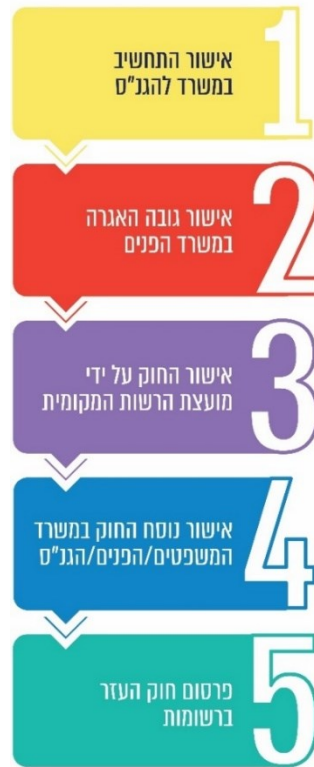 1
אישור התחשיב
במשרד להגנ"ס
2
אישור גובה האגרה
במשרד הפנים
3
אישור החוק על ידי
מועצת הרשות המקומית
4
אישור נוסח החוק במשרד
המשפטים/הפנים/הגנ"ס
5
פרסום חוק העזר
ברשומות